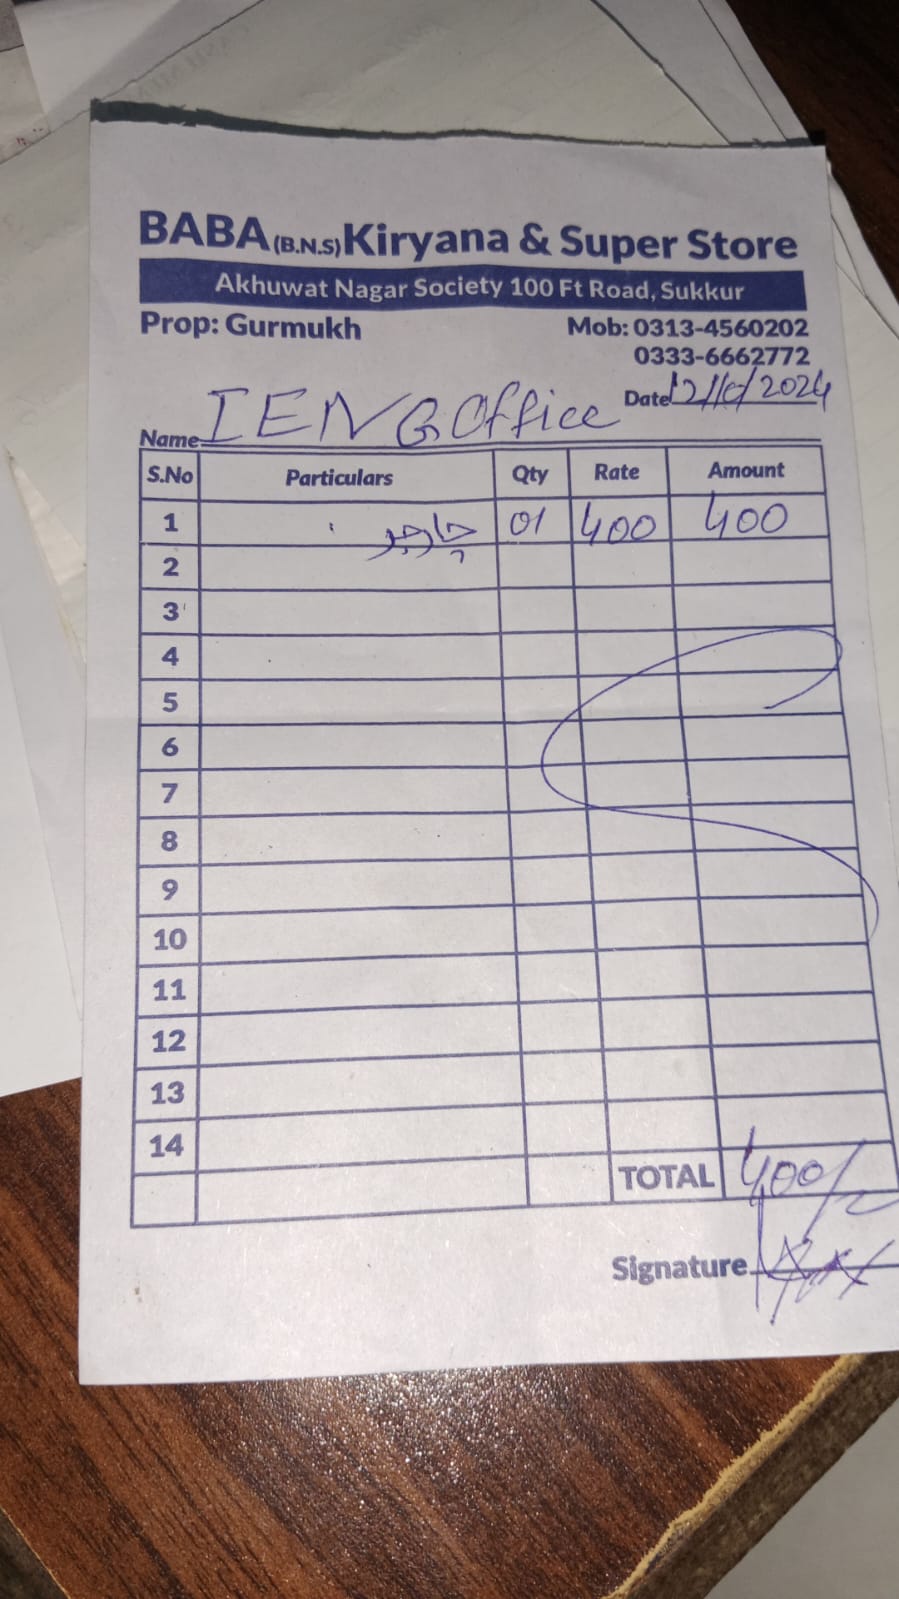 BABA (B.N.S) Kiryana & Super Store
Akhuwat Nagar Society 100 Ft Road, Sukkur
Prop: Gurmukh Mob: 0313-4560202
0333-6662772
Date 12/10/2024
Name IENG Office
S.No Particulars Qty Rate Amount
1 چارجر 01 400 400
2
3
4
5
6
7
8
9
10
11
12
13
14
TOTAL 400/-
Signature